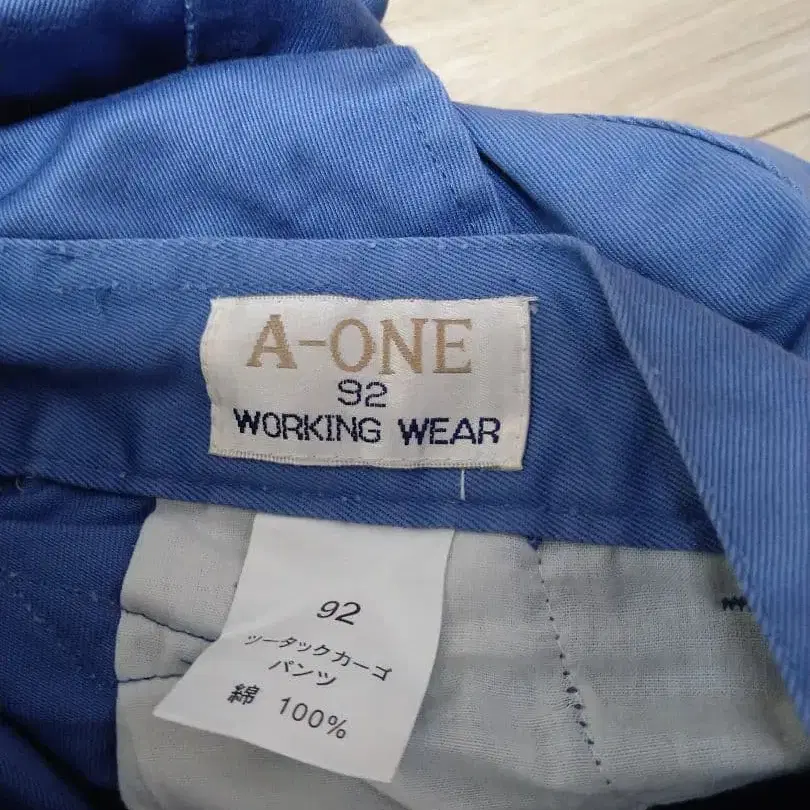 A-ONE
92
WORKING WEAR
92
ツータックカーゴ
パンツ
綿 100%